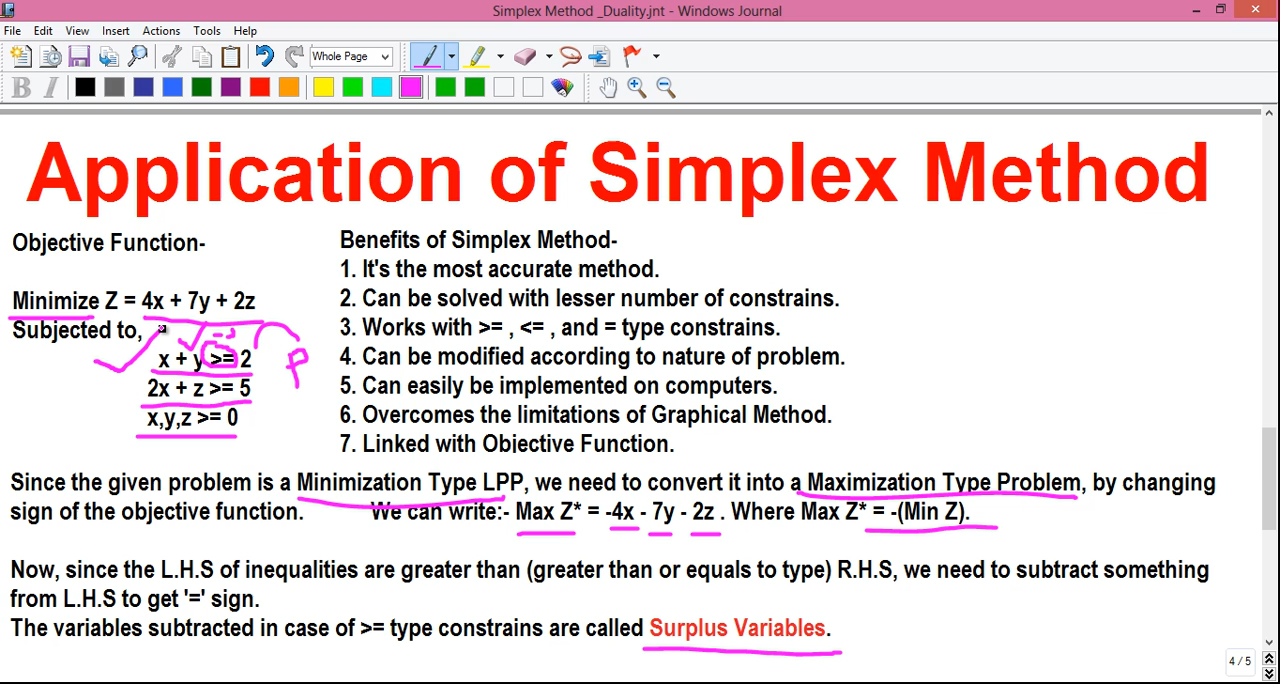 Simplex Method _Duality.jnt - Windows Journal
File Edit View Insert Actions Tools Help
Whole Page
B I
Application of Simplex Method
Objective Function-
Minimize Z = 4x + 7y + 2z
Subjected to,
x + y >= 2
2x + z >= 5
x,y,z >= 0
Benefits of Simplex Method-
1. It's the most accurate method.
2. Can be solved with lesser number of constrains.
3. Works with >= , <= , and = type constrains.
4. Can be modified according to nature of problem.
5. Can easily be implemented on computers.
6. Overcomes the limitations of Graphical Method.
7. Linked with Objective Function.
Since the given problem is a Minimization Type LPP, we need to convert it into a Maximization Type Problem, by changing
sign of the objective function. We can write:- Max Z* = -4x - 7y - 2z . Where Max Z* = -(Min Z).
Now, since the L.H.S of inequalities are greater than (greater than or equals to type) R.H.S, we need to subtract something
from L.H.S to get '=' sign.
The variables subtracted in case of >= type constrains are called Surplus Variables.
4 / 5